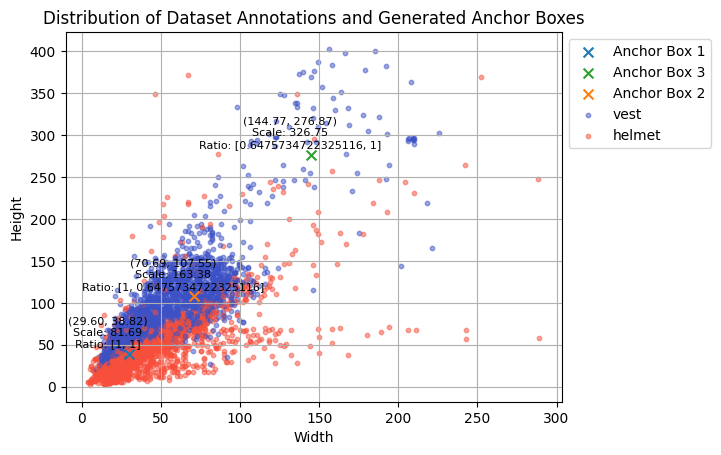 Distribution of Dataset Annotations and Generated Anchor Boxes
Height
400
350
300
250
200
150
100
50
0
0
50
100
150
200
250
300
Width
(144.77, 276.87)
Scale: 326.75
Ratio: [0.6475734722325116, 1]
(70.69, 107.55)
Scale: 163.38
Ratio: [1, 0.6475734722325116]
(29.60, 38.82)
Scale: 81.69
Ratio: [1, 1]
Anchor Box 1
Anchor Box 3
Anchor Box 2
vest
helmet